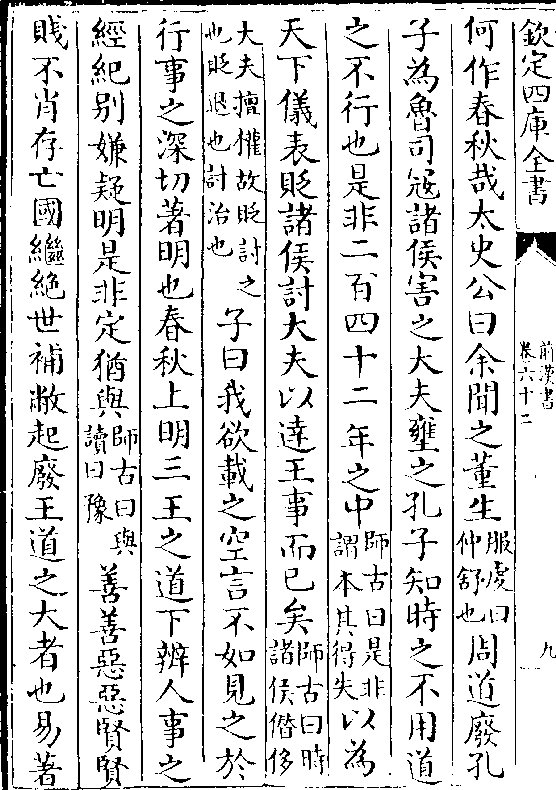 欽定四庫全書
前漢書
卷六十二
九
何作春秋哉太史公曰余聞之董生服虔曰仲舒也周道廢孔
子為魯司寇諸侯害之大夫壅之孔子知時之不用道
之不行也是非二百四十二年之中師古曰是非謂本其得失以為
天下儀表貶諸侯討大夫以達王事而已矣師古曰時諸侯僭侈
大夫擅權故貶討之也貶退也討治也子曰我欲載之空言不如見之於
行事之深切著明也春秋上明三王之道下辨人事之
經紀别嫌疑明是非定猶與師古曰與讀曰豫善善惡惡賢賢
賤不肖存亡國繼絶世補敝起廢王道之大者也易著